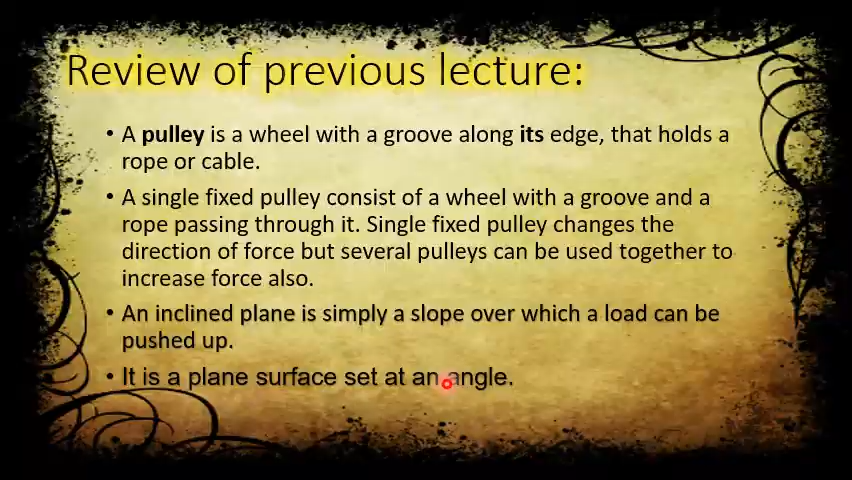 Review of previous lecture:
• A pulley is a wheel with a groove along its edge, that holds a
rope or cable.
• A single fixed pulley consist of a wheel with a groove and a
rope passing through it. Single fixed pulley changes the
direction of force but several pulleys can be used together to
increase force also.
• An inclined plane is simply a slope over which a load can be
pushed up.
• It is a plane surface set at an angle.